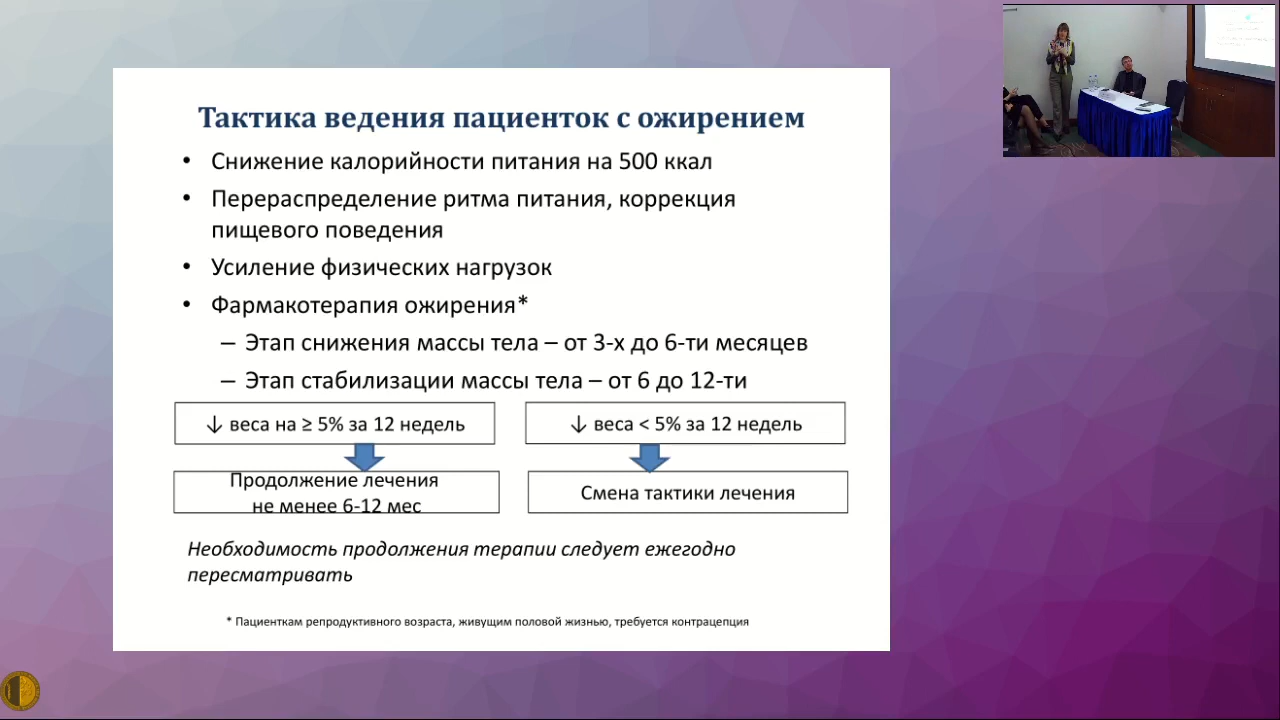 Тактика ведения пациенток с ожирением
• Снижение калорийности питания на 500 ккал
• Перераспределение ритма питания, коррекция
пищевого поведения
• Усиление физических нагрузок
• Фармакотерапия ожирения*
– Этап снижения массы тела – от 3-х до 6-ти месяцев
– Этап стабилизации массы тела – от 6 до 12-ти
↓ веса на ≥ 5% за 12 недель
↓ веса < 5% за 12 недель
Продолжение лечения
не менее 6-12 мес
Смена тактики лечения
Необходимость продолжения терапии следует ежегодно
пересматривать
* Пациенткам репродуктивного возраста, живущим половой жизнью, требуется контрацепция